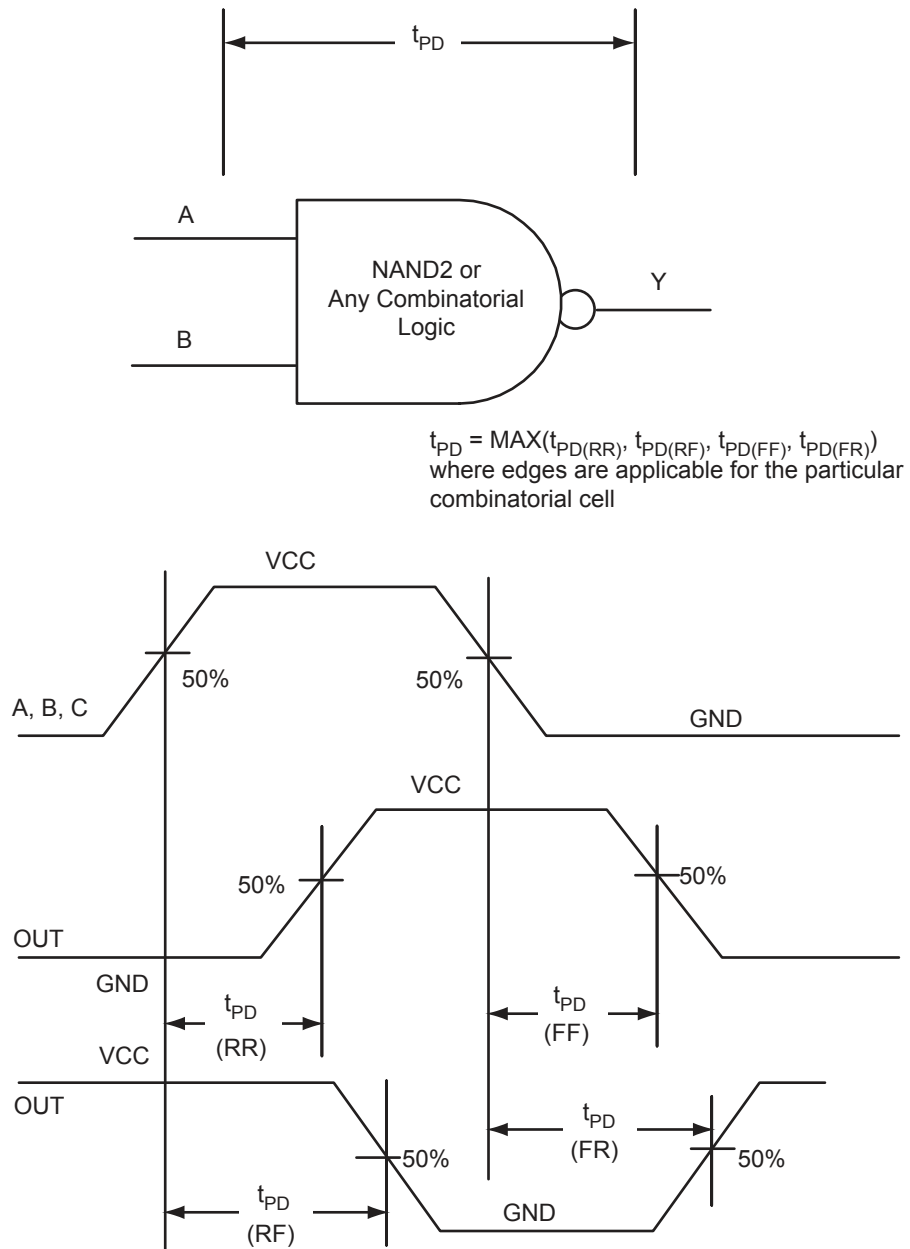 tPD
A
NAND2 or
Any Combinatorial
Logic
Y
B
tPD = MAX(tPD(RR), tPD(RF), tPD(FF), tPD(FR))
where edges are applicable for the particular
combinatorial cell
VCC
50%
50%
A, B, C
GND
VCC
50%
50%
OUT
GND
tPD
(RR)
tPD
(FF)
VCC
OUT
tPD
(FR)
50%
50%
tPD
(RF)
GND